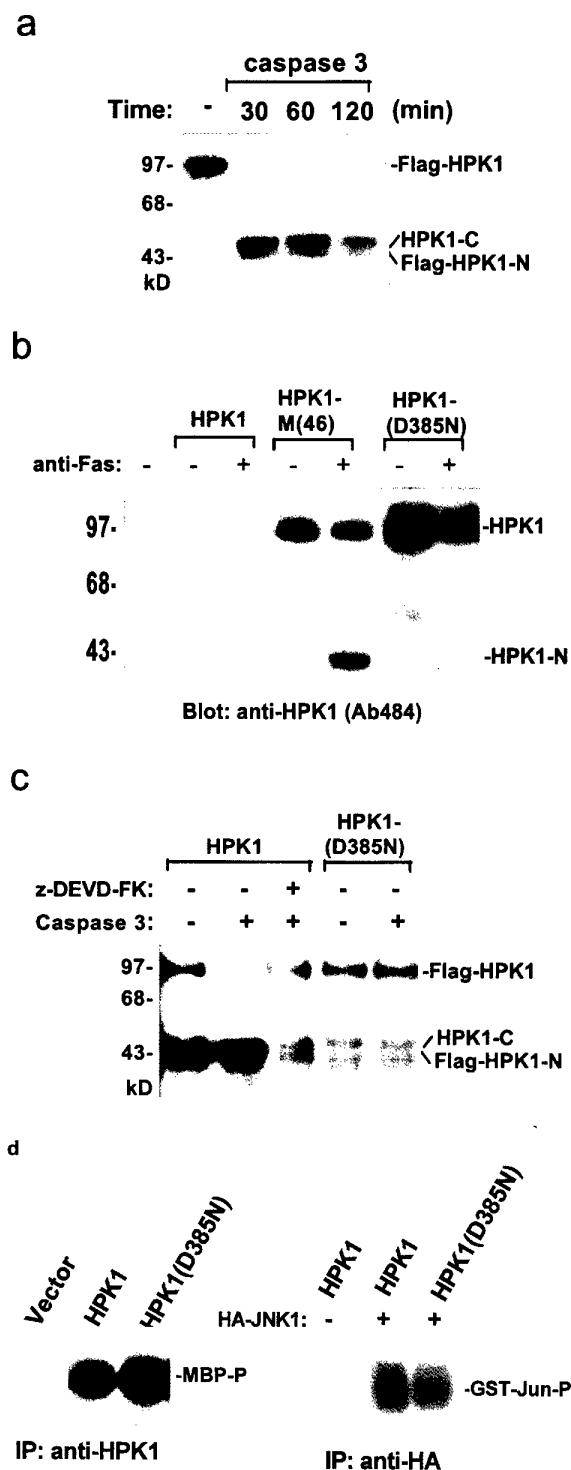 a
caspase 3
Time: - 30 60 120 (min)
97- -Flag-HPK1
68-
HPK1-C
43- Flag-HPK1-N
kD
b
HPK1 HPK1-M(46) HPK1-(D385N)
anti-Fas: - - + - + - +
97- -HPK1
68-
43- -HPK1-N
Blot: anti-HPK1 (Ab484)
c
HPK1 HPK1-(D385N)
z-DEVD-FK: - - + - -
Caspase 3: - + + - +
97- -Flag-HPK1
68-
HPK1-C
43- Flag-HPK1-N
kD
d
Vector HPK1 HPK1(D385N) HPK1 HPK1 HPK1(D385N)
HA-JNK1: - + +
-MBP-P -GST-Jun-P
IP: anti-HPK1 IP: anti-HA